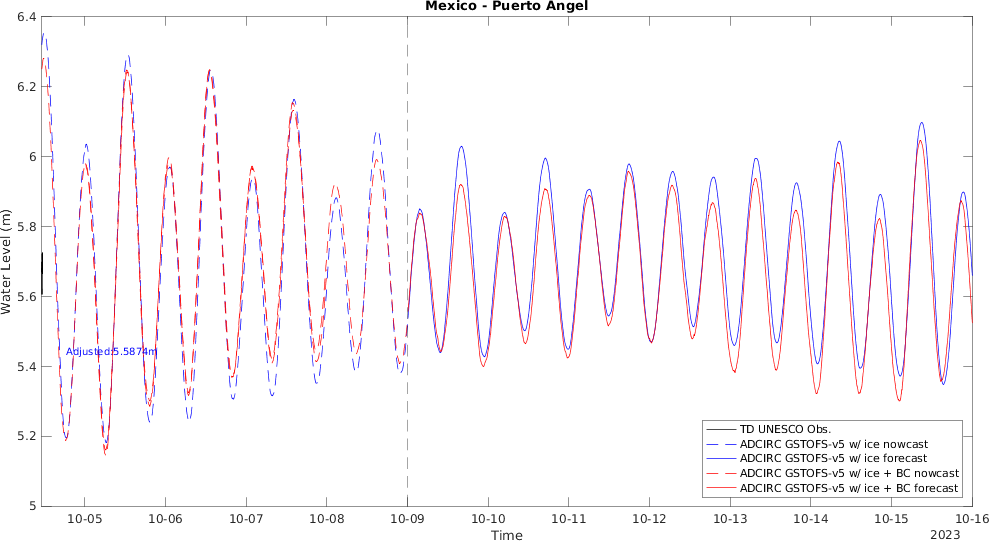 Mexico - Puerto Angel
6.4
6.2
6
5.8
5.6
5.4
5.2
5
Water Level (m)
Adjusted:5.5874m
TD UNESCO Obs.
ADCIRC GSTOFS-v5 w/ ice nowcast
ADCIRC GSTOFS-v5 w/ ice forecast
ADCIRC GSTOFS-v5 w/ ice + BC nowcast
ADCIRC GSTOFS-v5 w/ ice + BC forecast
10-05 10-06 10-07 10-08 10-09 10-10 10-11 10-12 10-13 10-14 10-15 10-16
Time
2023